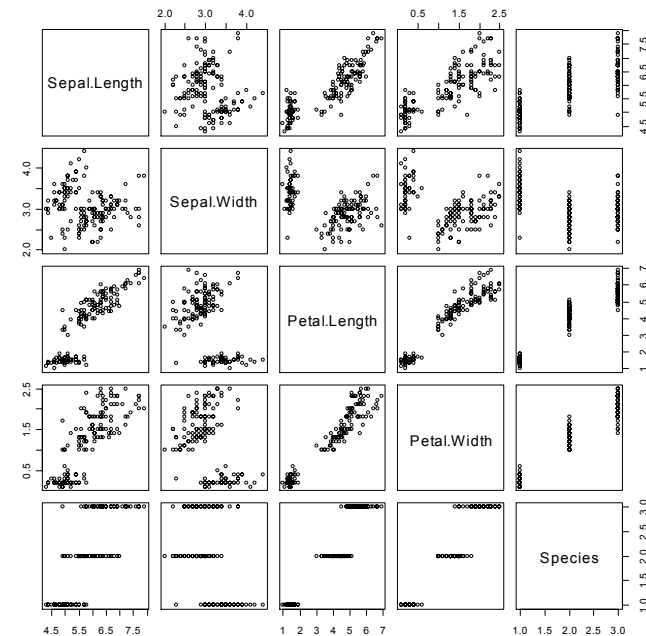 2.0 3.0 4.0
0.5 1.5 2.5
Sepal.Length
4.5 5.5 6.5 7.5
2.0 3.0 4.0
Sepal.Width
Petal.Length
1 2 3 4 5 6 7
0.5 1.5 2.5
Petal.Width
Species
1.0 1.5 2.0 2.5 3.0
4.5 5.5 6.5 7.5
1 2 3 4 5 6 7
1.0 1.5 2.0 2.5 3.0